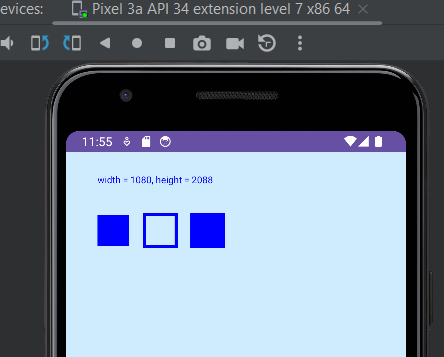 evices:
Pixel 3a API 34 extension level 7 x86 64
11:55
width = 1080, height = 2088